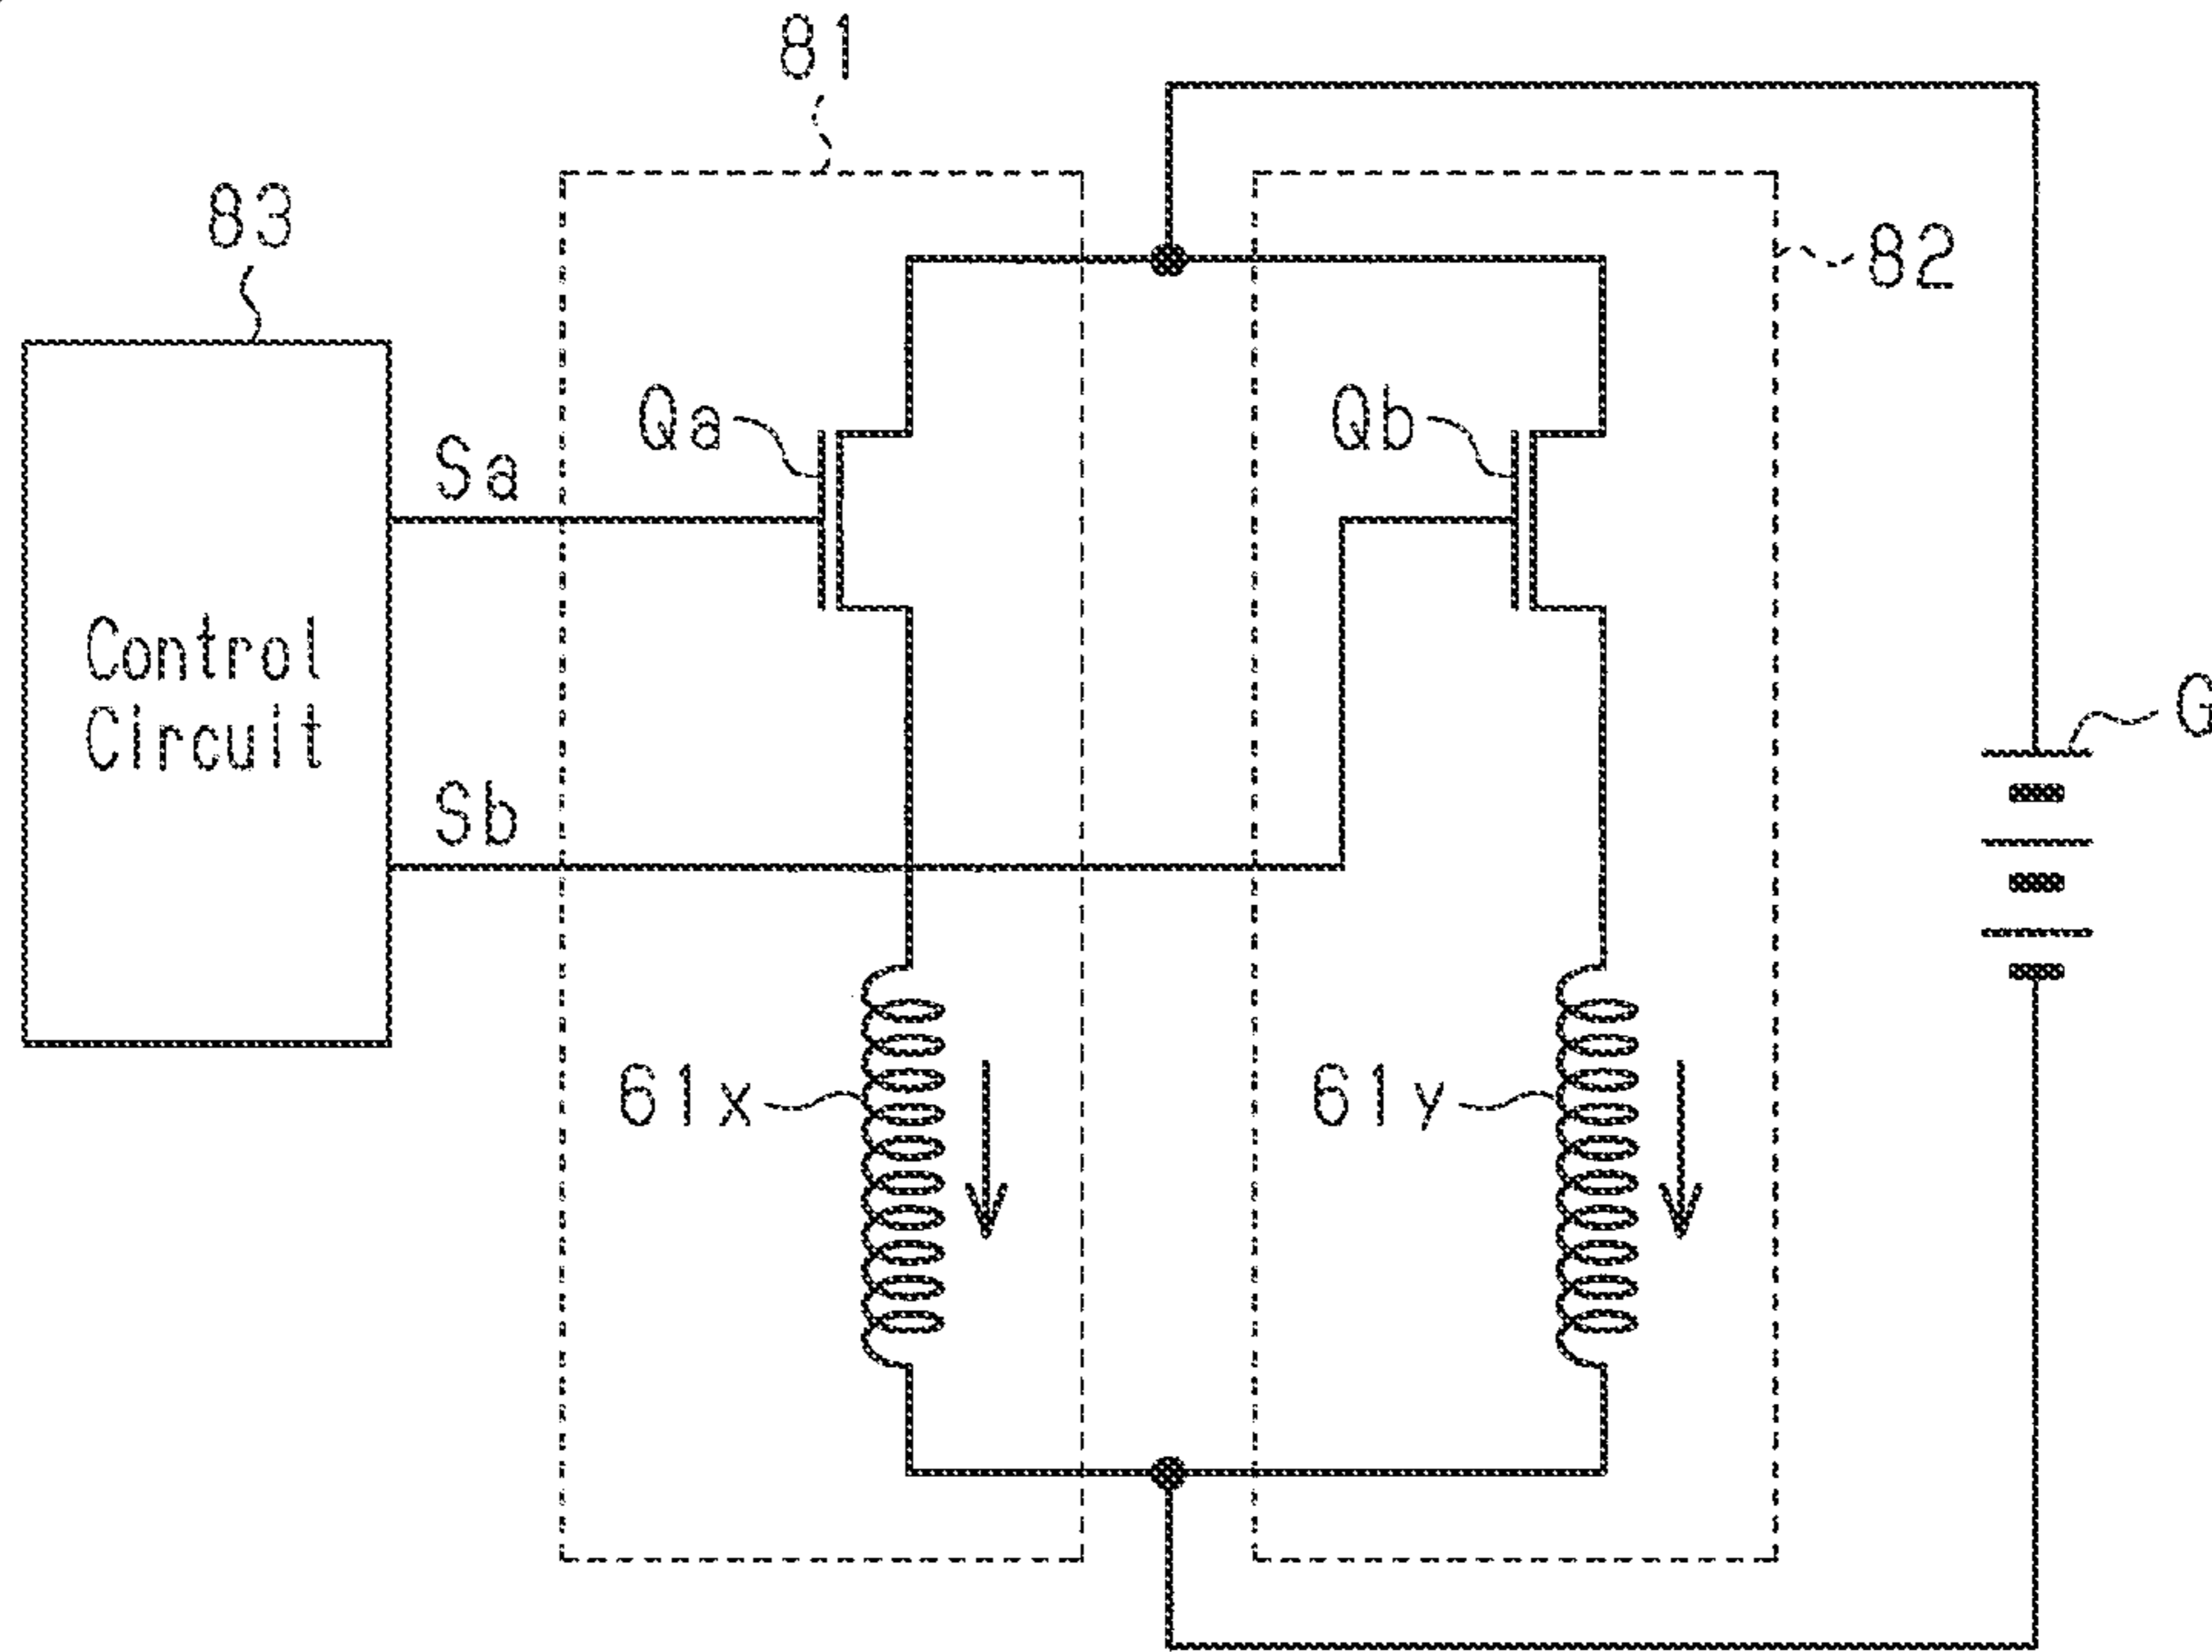 81
83
82
Qa
Qb
Sa
Control
Circuit
G
Sb
61x
61y